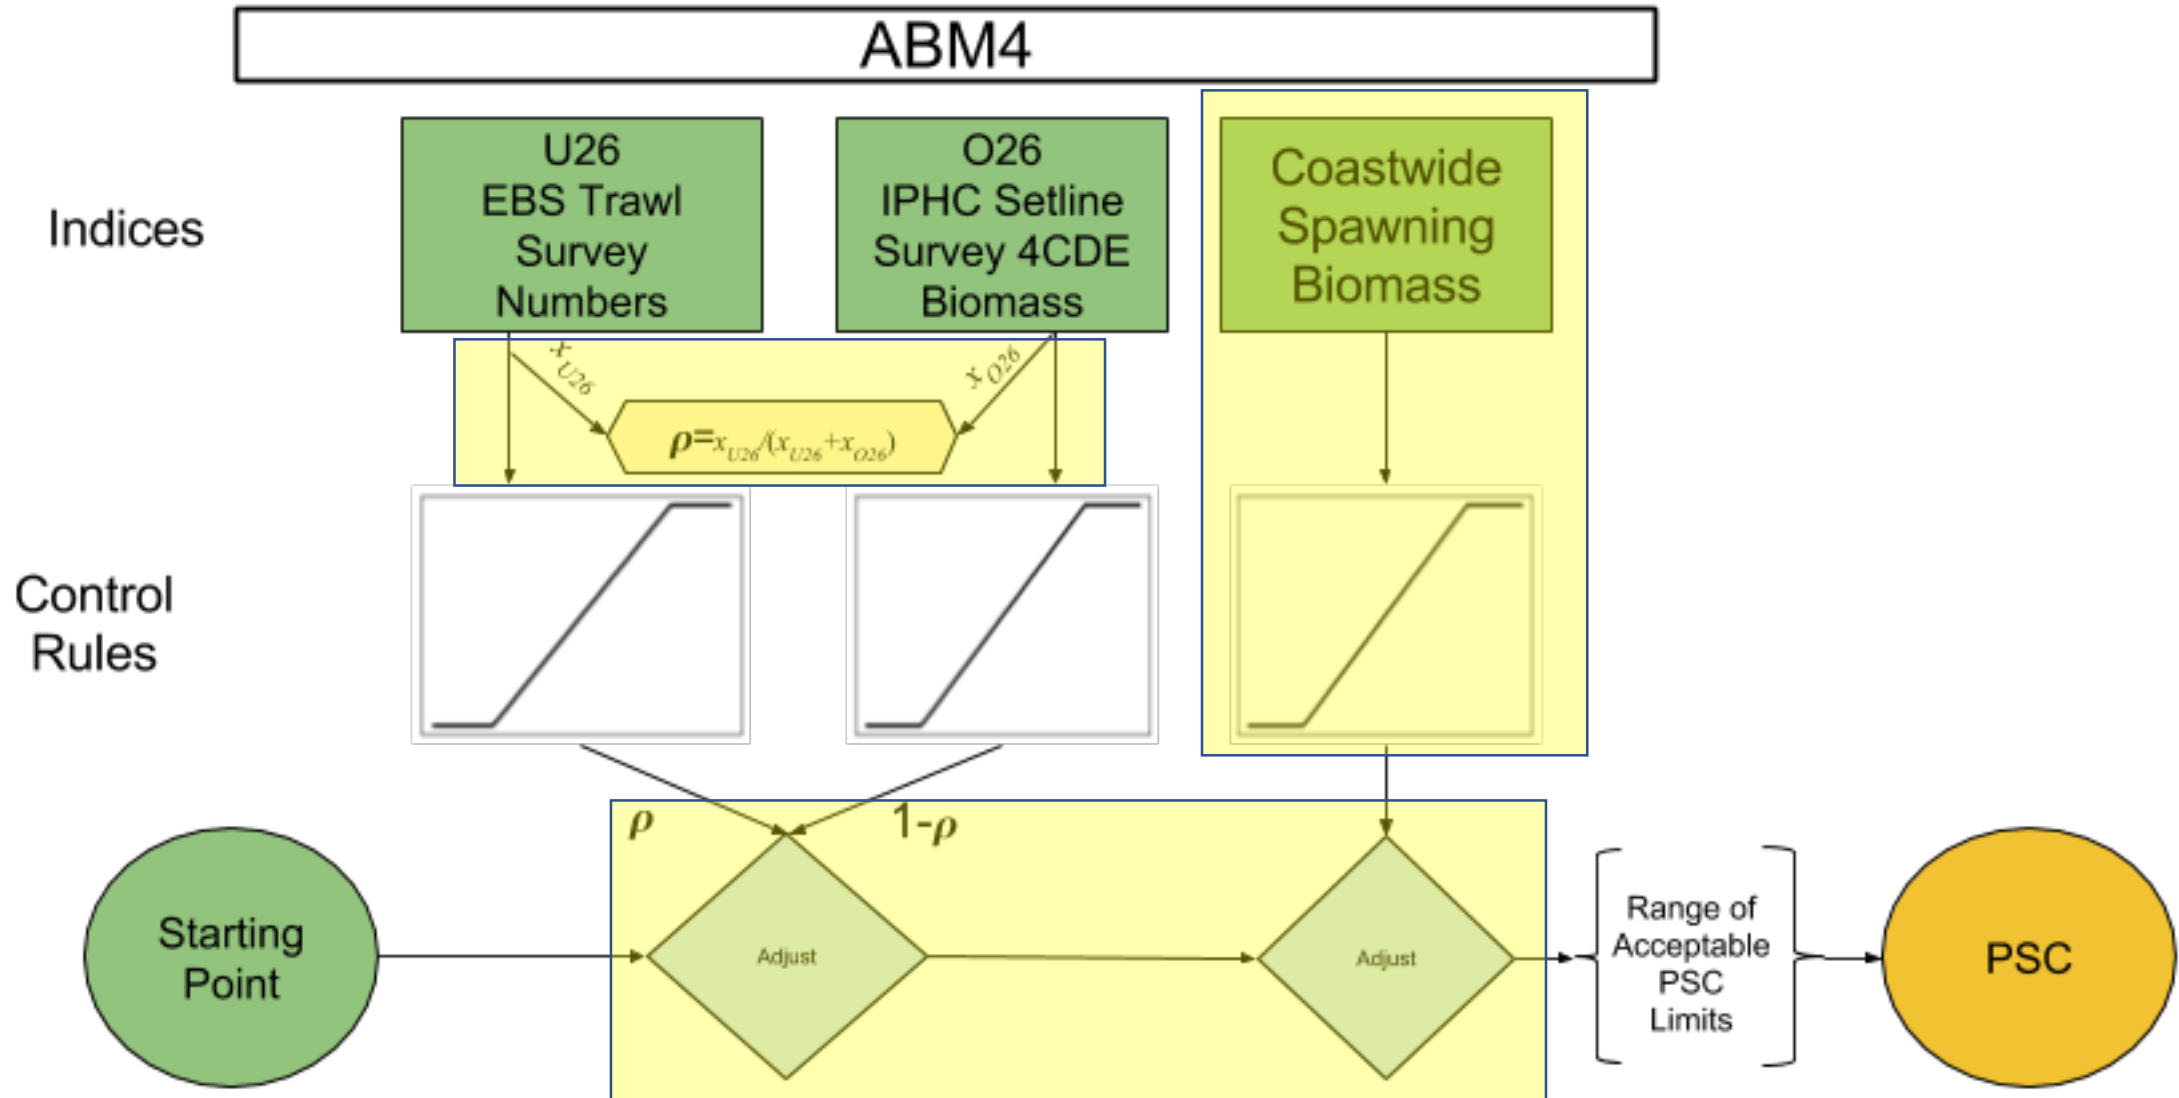 ABM4
Indices
U26
EBS Trawl
Survey
Numbers
O26
IPHC Setline
Survey 4CDE
Biomass
Coastwide
Spawning
Biomass
x_U26
x_O26
ρ=x_U26/(x_U26+x_O26)
Control
Rules
ρ
1-ρ
Starting
Point
Adjust
Adjust
Range of
Acceptable
PSC
Limits
PSC